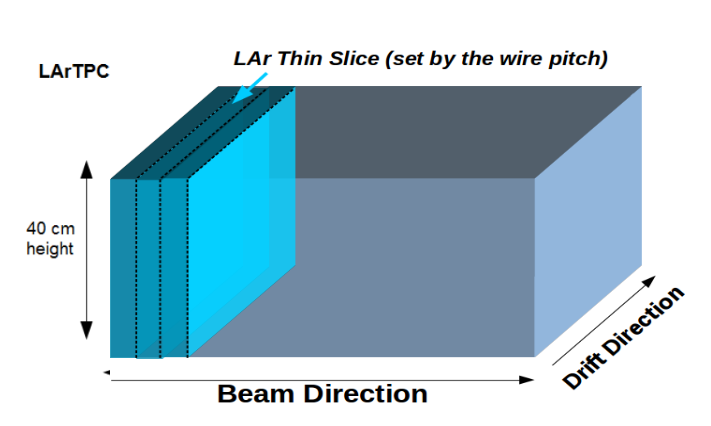 LAr Thin Slice (set by the wire pitch)
LArTPC
40 cm
height
Beam Direction
Drift Direction